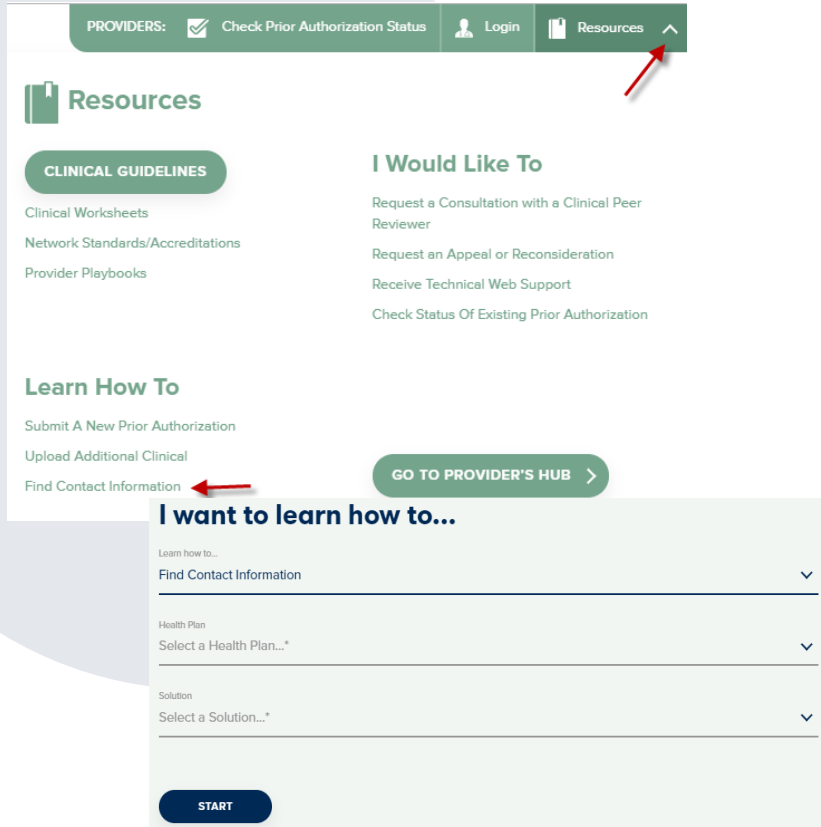 PROVIDERS: Check Prior Authorization Status Login Resources
Resources
CLINICAL GUIDELINES
Clinical Worksheets
Network Standards/Accreditations
Provider Playbooks
I Would Like To
Request a Consultation with a Clinical Peer
Reviewer
Request an Appeal or Reconsideration
Receive Technical Web Support
Check Status Of Existing Prior Authorization
Learn How To
Submit A New Prior Authorization
Upload Additional Clinical
Find Contact Information
GO TO PROVIDER'S HUB
I want to learn how to...
Learn how to...
Find Contact Information
Health Plan
Select a Health Plan...*
Solution
Select a Solution...*
START